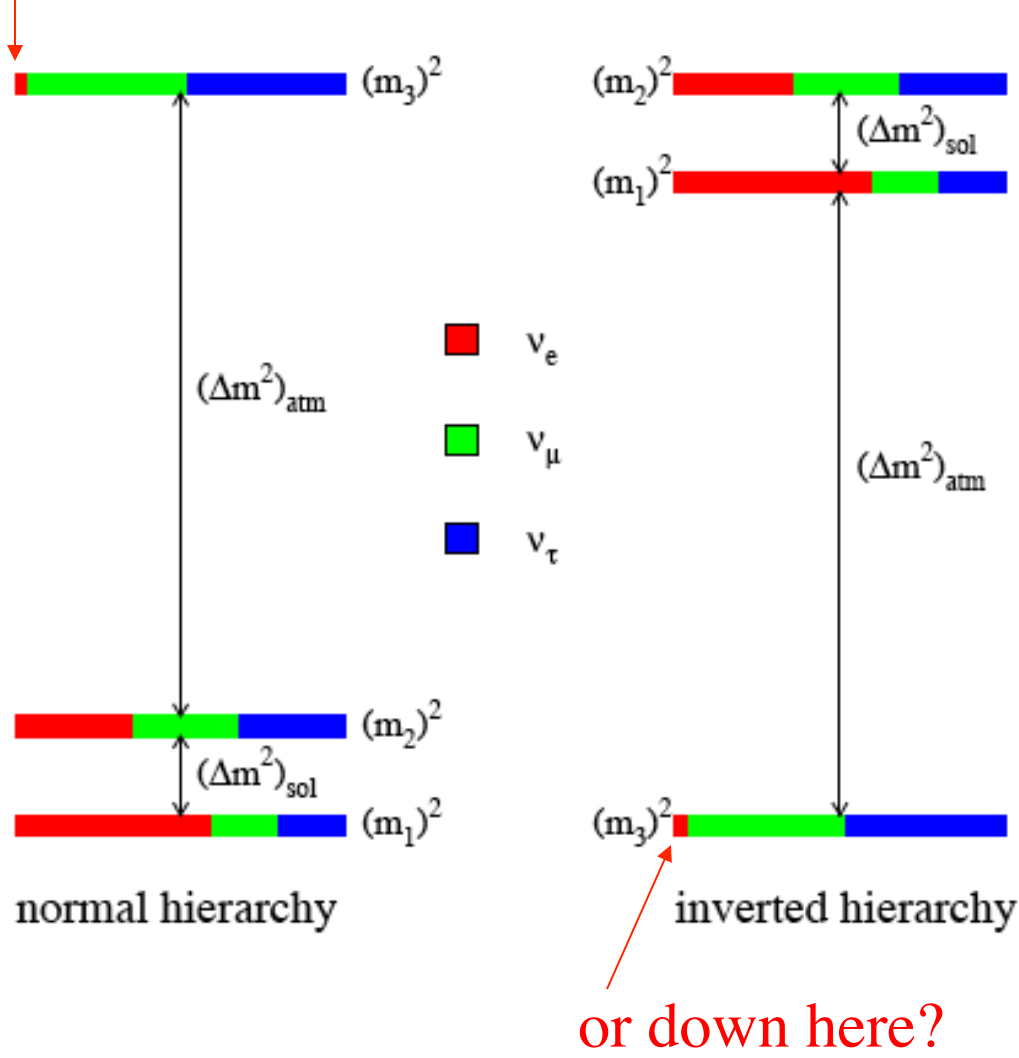 (m₃)²
(Δm²)atm
(m₂)²
(Δm²)sol
(m₁)²
normal hierarchy
νe
νμ
ντ
(m₂)²
(Δm²)sol
(m₁)²
(Δm²)atm
(m₃)²
inverted hierarchy
or down here?